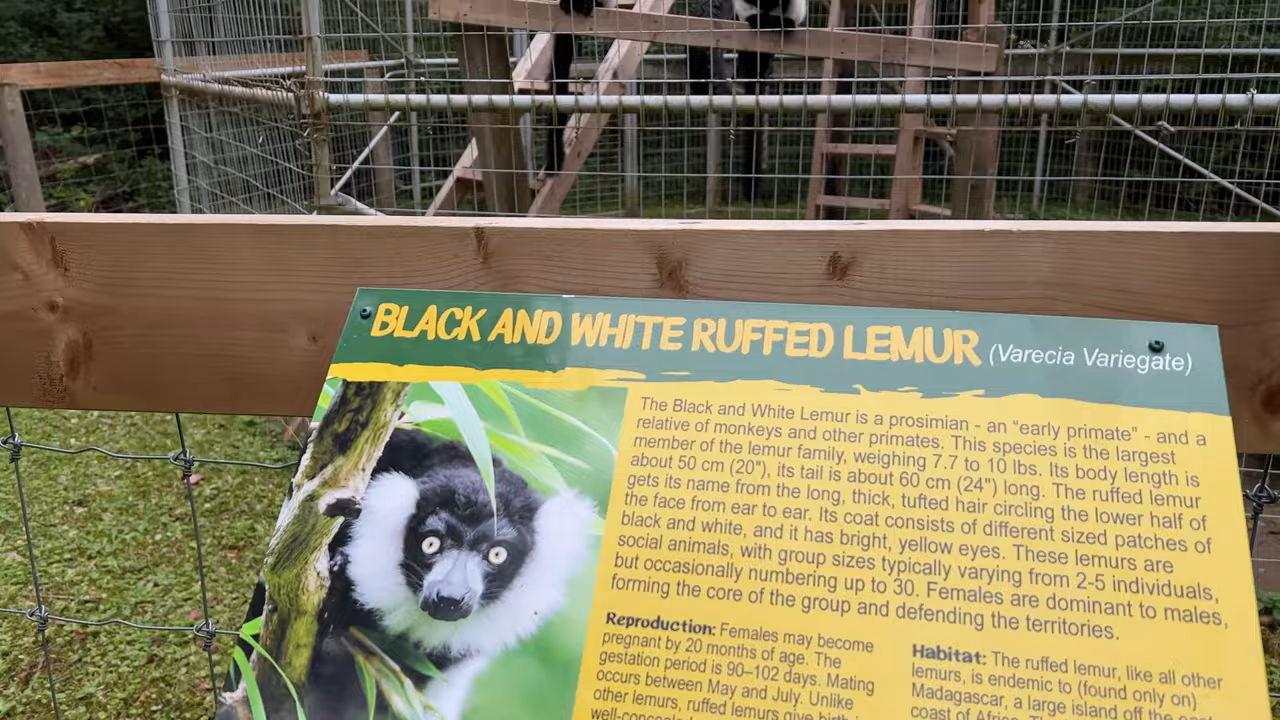 BLACK AND WHITE RUFFED LEMUR (Varecia Variegate)
The Black and White Lemur is a prosimian - an "early primate" - and a
relative of monkeys and other primates. This species is the largest
member of the lemur family, weighing 7.7 to 10 lbs. Its body length is
about 50 cm (20"), its tail is about 60 cm (24") long. The ruffed lemur
gets its name from the long, thick, tufted hair circling the lower half of
the face from ear to ear. Its coat consists of different sized patches of
black and white, and it has bright, yellow eyes. These lemurs are
social animals, with group sizes typically varying from 2-5 individuals,
but occasionally numbering up to 30. Females are dominant to males,
forming the core of the group and defending the territories.
Reproduction: Females may become
pregnant by 20 months of age. The
gestation period is 90–102 days. Mating
occurs between May and July. Unlike
other lemurs, ruffed lemurs give birth
Habitat: The ruffed lemur, like all other
lemurs, is endemic to (found only on)
Madagascar, a large island off the
coast of Africa.